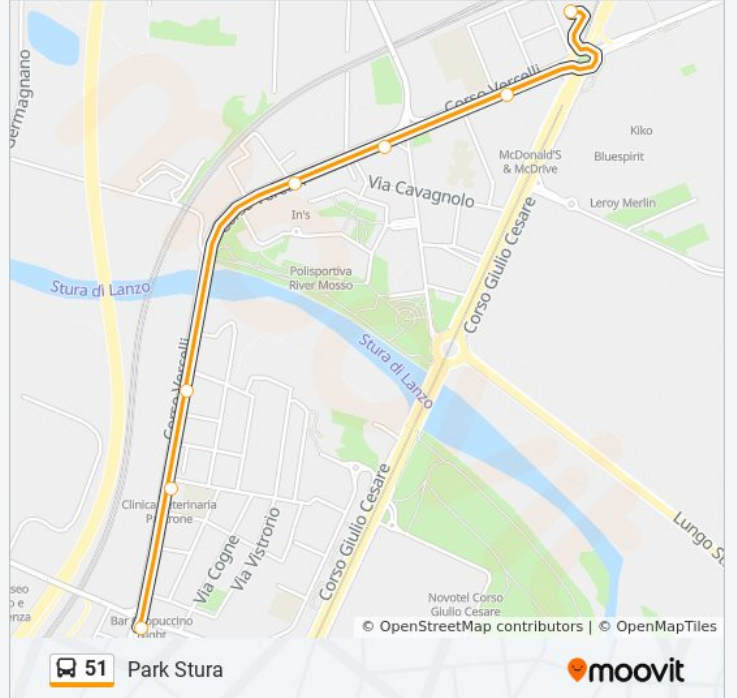 Germagnano
Corso Vercelli
Kiko
McDonald'S
& McDrive
Bluespirit
Via Cavagnolo
Leroy Merlin
In's
Corso Giulio Cesare
Polisportiva
River Mosso
Stura di Lanzo
Stura di Lanzo
Corso Vercelli
Clinica Veterinaria
Via Cogne
Via Vistrorio
Corso Giulio Cesare
Lungo St
Novotel Corso
Giulio Cesare
Bar
Night
© OpenStreetMap contributors | © OpenMapTiles
51 Park Stura
moovit